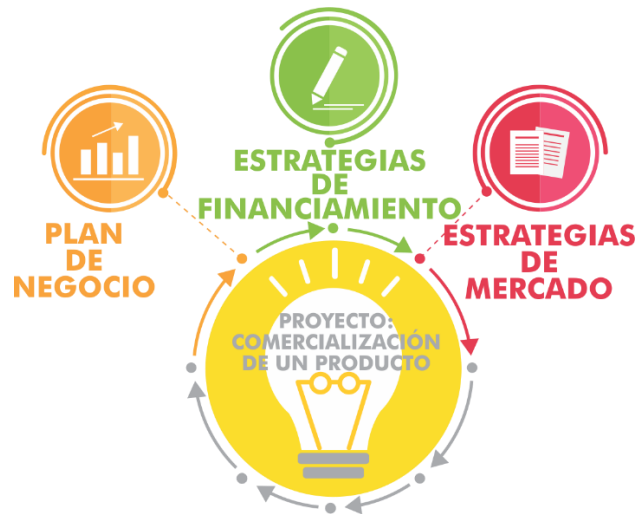 ESTRATEGIAS
DE
FINANCIAMIENTO
PLAN
DE
NEGOCIO
ESTRATEGIAS
DE
MERCADO
PROYECTO:
COMERCIALIZACIÓN
DE UN PRODUCTO